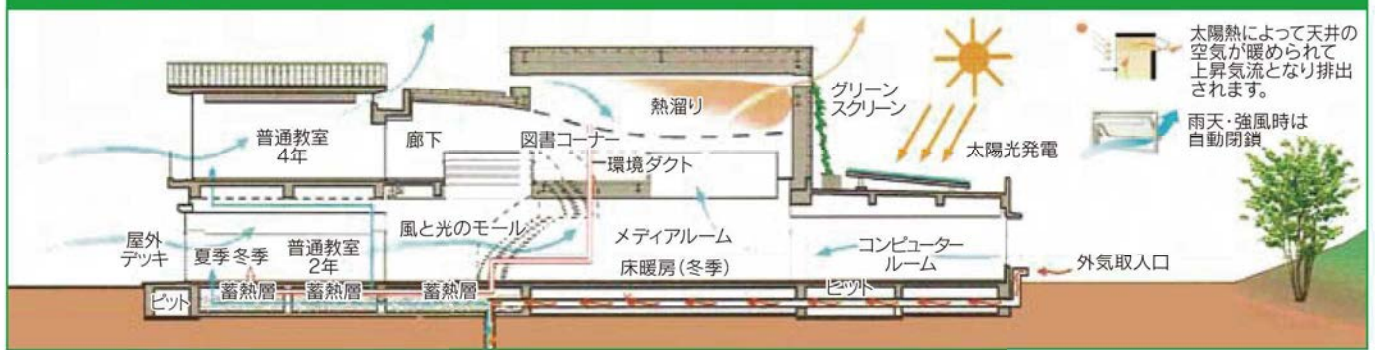 太陽熱によって天井の
空気が暖められて
上昇気流となり排出
されます。
雨天・強風時は
自動閉鎖
グリーン
スクリーン
熱溜り
太陽光発電
普通教室
4年
廊下
図書コーナー
環境ダクト
風と光のモール
メディアルーム
コンピューター
ルーム
屋外
デッキ
夏季 冬季
普通教室
2年
床暖房(冬季)
外気取入口
ピット
蓄熱層
蓄熱層
蓄熱層
ピット